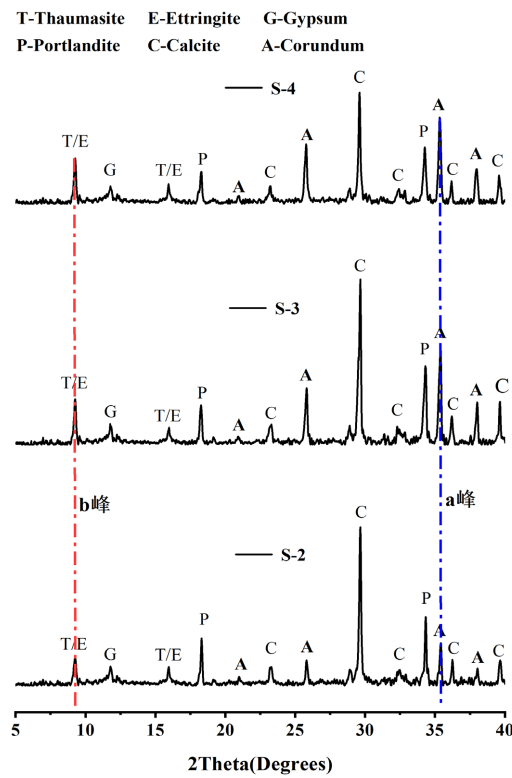 T-Thaumasite E-Ettringite G-Gypsum
P-Portlandite C-Calcite A-Corundum
S-4
T/E G T/E P A C A C C P A C A C
S-3
T/E G T/E P A C A C C P A C A C
b峰 a峰
S-2
T/E G T/E P A C A C C P A C A C
5 10 15 20 25 30 35 40
2Theta(Degrees)